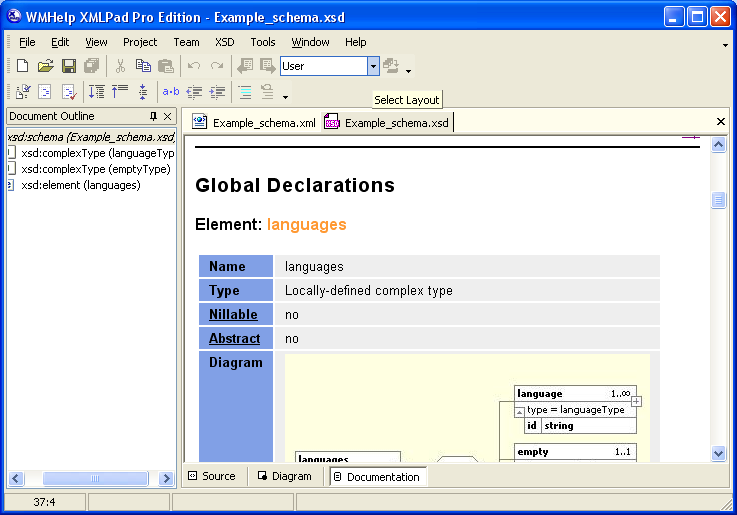 WMHelp XMLPad Pro Edition - Example_schema.xsd
File Edit View Project Team XSD Tools Window Help
User
a·b
Select Layout
Document Outline
xsd:schema (Example_schema.xsd
xsd:complexType (languageTyp
xsd:complexType (emptyType)
xsd:element (languages)
Example_schema.xml Example_schema.xsd
Global Declarations
Element: languages
Name languages
Type Locally-defined complex type
Nillable no
Abstract no
Diagram
language 1..∞
type = languageType
id string
empty 1..1
languages
Source Diagram Documentation
37:4